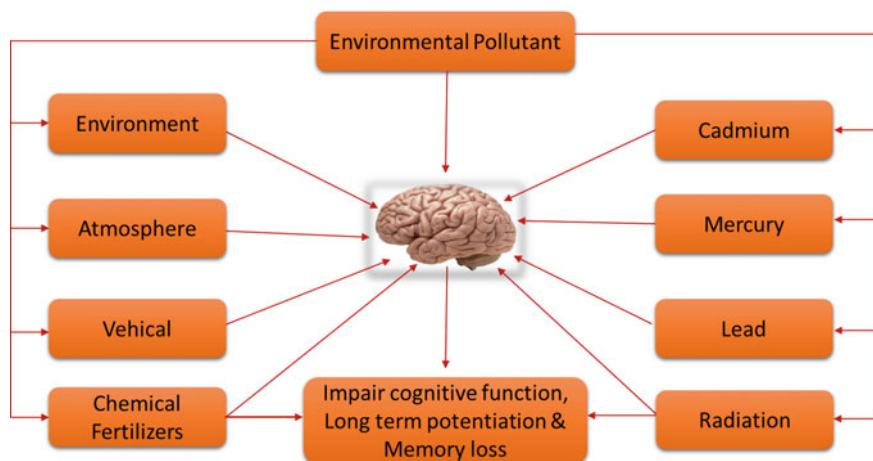 Environmental Pollutant
Environment
Cadmium
Atmosphere
Mercury
Vehical
Lead
Chemical
Fertilizers
Impair cognitive function,
Long term potentiation &
Memory loss
Radiation